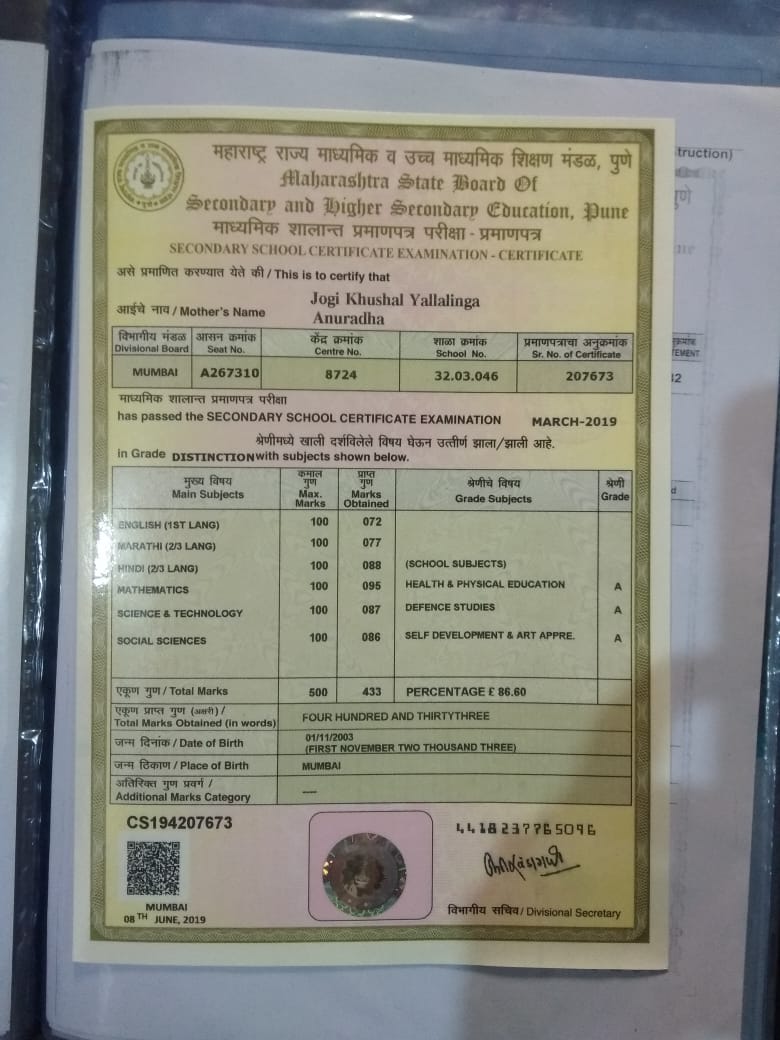 महाराष्ट्र राज्य माध्यमिक व उच्च माध्यमिक शिक्षण मंडळ, पुणे
Maharashtra State Board Of
Secondary and Higher Secondary Education, Pune
माध्यमिक शालान्त प्रमाणपत्र परीक्षा - प्रमाणपत्र
SECONDARY SCHOOL CERTIFICATE EXAMINATION - CERTIFICATE
असे प्रमाणित करण्यात येते की / This is to certify that
Jogi Khushal Yallalinga
आईचे नाव / Mother's Name Anuradha
विभागीय मंडळ आसन क्रमांक केंद्र क्रमांक शाळा क्रमांक प्रमाणपत्राचा अनुक्रमांक
Divisional Board Seat No. Centre No. School No. Sr. No. of Certificate
MUMBAI A267310 8724 32.03.046 207673
माध्यमिक शालान्त प्रमाणपत्र परीक्षा
has passed the SECONDARY SCHOOL CERTIFICATE EXAMINATION MARCH-2019
श्रेणीमध्ये खाली दर्शविलेले विषय घेऊन उत्तीर्ण झाला/झाली आहे.
in Grade DISTINCTION with subjects shown below.
मुख्य विषय कमाल गुण प्राप्त गुण श्रेणीचे विषय श्रेणी
Main Subjects Max. Marks Marks Obtained Grade Subjects Grade
ENGLISH (1ST LANG) 100 072
MARATHI (2/3 LANG) 100 077
HINDI (2/3 LANG) 100 088 (SCHOOL SUBJECTS)
MATHEMATICS 100 095 HEALTH & PHYSICAL EDUCATION A
SCIENCE & TECHNOLOGY 100 087 DEFENCE STUDIES A
SOCIAL SCIENCES 100 086 SELF DEVELOPMENT & ART APPRE. A
एकूण गुण / Total Marks 500 433 PERCENTAGE £ 86.60
एकूण प्राप्त गुण (अक्षरी) /
Total Marks Obtained (in words) FOUR HUNDRED AND THIRTYTHREE
जन्म दिनांक / Date of Birth 01/11/2003
(FIRST NOVEMBER TWO THOUSAND THREE)
जन्म ठिकाण / Place of Birth MUMBAI
अतिरिक्त गुण प्रवर्ग /
Additional Marks Category ----
CS194207673
4418237765096
MUMBAI
08TH JUNE, 2019
विभागीय सचिव / Divisional Secretary
truction)
पुणे
TEMENT